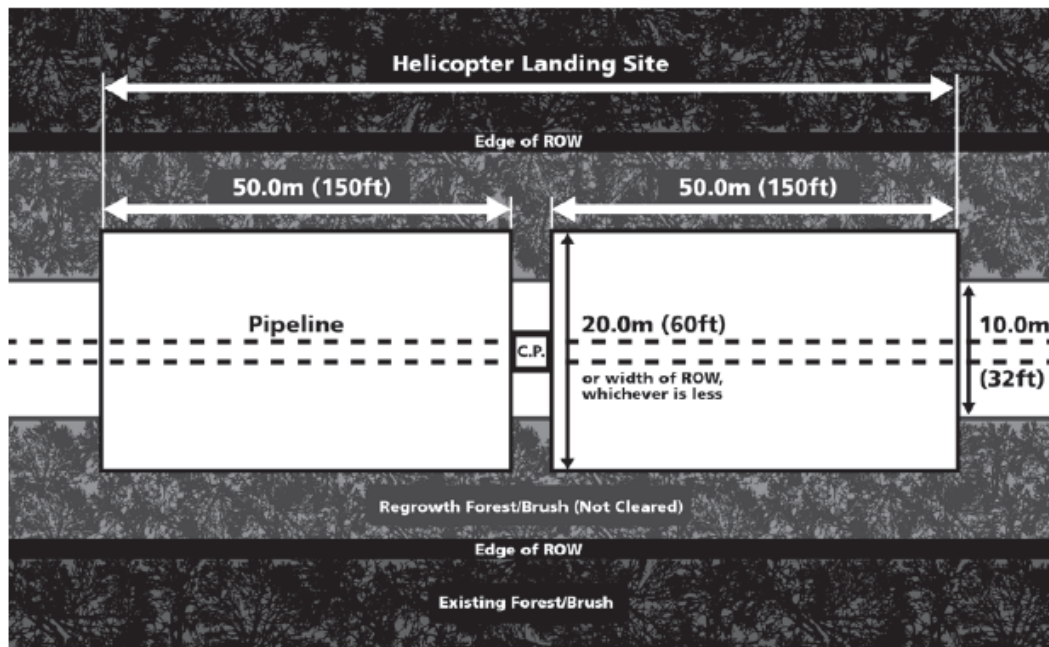 Helicopter Landing Site
Edge of ROW
50.0m (150ft)
50.0m (150ft)
Pipeline
C.P.
20.0m (60ft)
or width of ROW,
whichever is less
10.0m
(32ft)
Regrowth Forest/Brush (Not Cleared)
Edge of ROW
Existing Forest/Brush